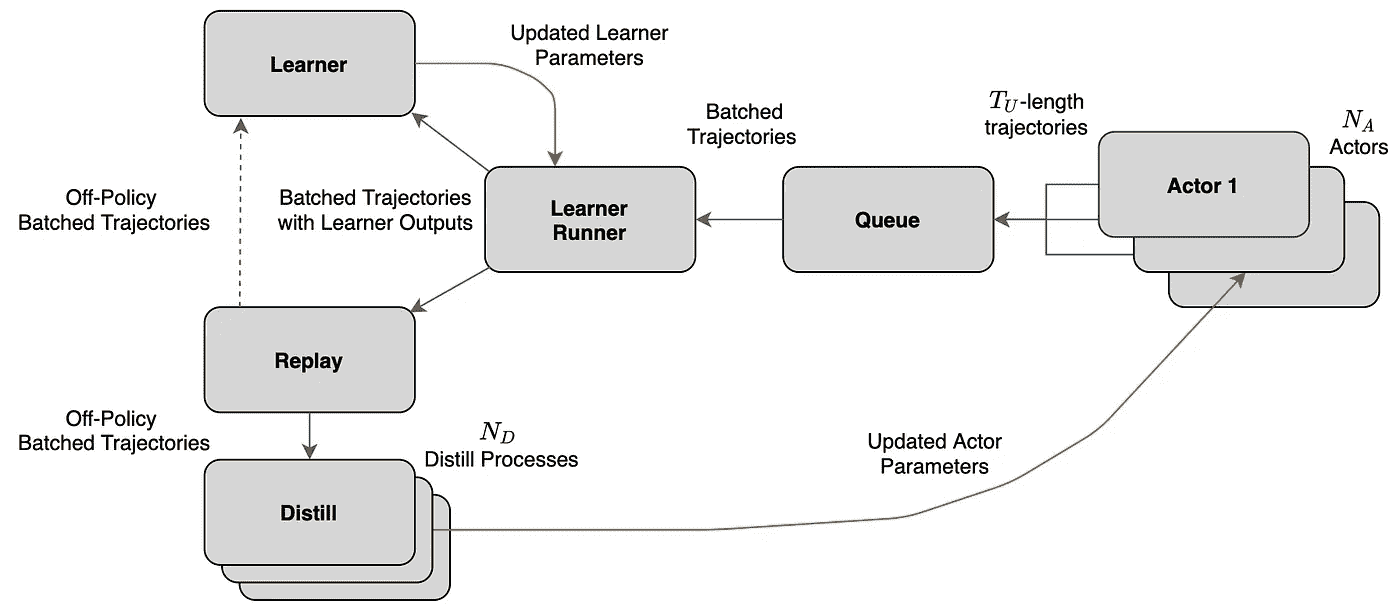 Learner
Updated Learner
Parameters
Off-Policy
Batched Trajectories
Batched Trajectories
with Learner Outputs
Learner
Runner
Batched
Trajectories
Queue
T_U-length
trajectories
N_A
Actors
Actor 1
Replay
Off-Policy
Batched Trajectories
N_D
Distill Processes
Distill
Updated Actor
Parameters